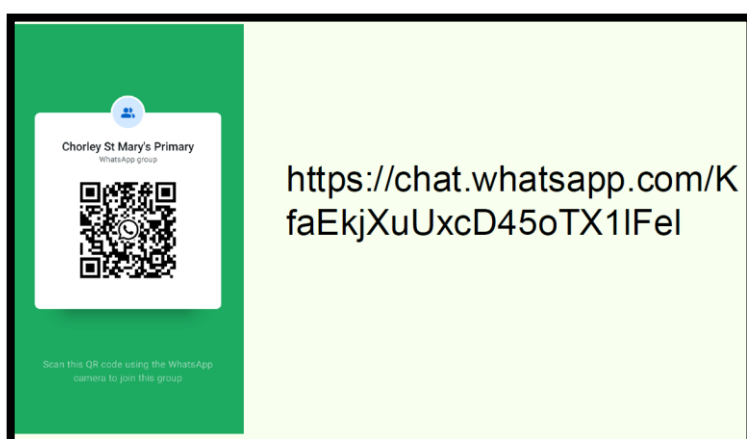 Chorley St Mary's Primary
WhatsApp group
Scan this QR code using the WhatsApp
camera to join this group
https://chat.whatsapp.com/K
faEkjXuUxcD45oTX1lFel